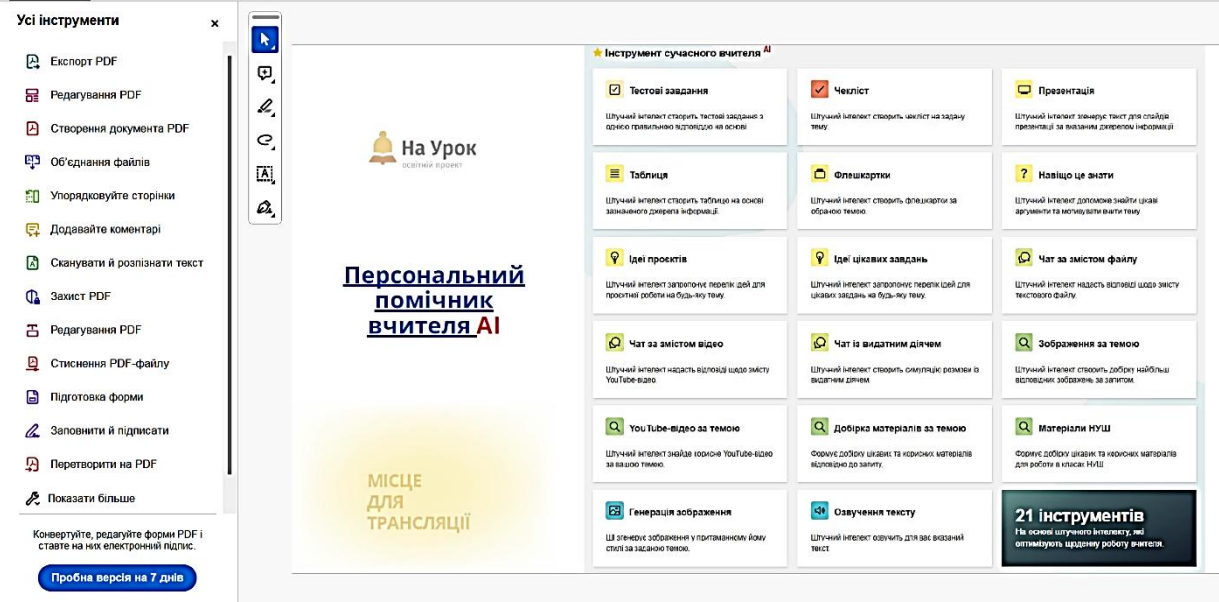 Усі інструменти
×
Експорт PDF
Редагування PDF
Створення документа PDF
Об'єднання файлів
Упорядковуйте сторінки
Додавайте коментарі
Сканувати й розпізнати текст
Захист PDF
Редагування PDF
Стиснення PDF-файлу
Підготовка форми
Заповнити й підписати
Перетворити на PDF
Показати більше
Конвертуйте, редагуйте форми PDF і
ставте на них електронний підпис.
Пробна версія на 7 днів
На Урок
освітній проект
Персональний
помічник
вчителя AI
МІСЦЕ
ДЛЯ
ТРАНСЛЯЦІЇ
Інструмент сучасного вчителя AI
Тестові завдання
Штучний інтелект створить тестові завдання з
однією правильною відповіддю на основі
Чекліст
Штучний інтелект створить чекліст на задану
тему.
Презентація
Штучний інтелект згенерує текст для слайдів
презентації за вказаним джерелом інформації
Таблиця
Штучний інтелект створить таблицю на основі
зазначеного джерела інформації.
Флешкартки
Штучний інтелект створить флешкартки за
обраною темою.
Навіщо це знати
Штучний інтелект допоможе знайти цікаві
аргументи та мотивувати вчити тему
Ідеї проєктів
Штучний інтелект запропонує перелік ідей для
проєктної роботи на будь-яку тему.
Ідеї цікавих завдань
Штучний інтелект запропонує перелік ідей для
цікавих завдань на будь-яку тему.
Чат за змістом файлу
Штучний інтелект надасть відповіді щодо змісту
текстового файлу.
Чат за змістом відео
Штучний інтелект надасть відповіді щодо змісту
YouTube-відео.
Чат із видатним діячем
Штучний інтелект створить симуляцію розмови із
видатним діячем.
Зображення за темою
Штучний інтелект створить добірку найбільш
відповідних зображень за запитом.
YouTube-відео за темою
Штучний інтелект знайде корисне YouTube-відео
за вашою темою.
Добірка матеріалів за темою
Формує добірку цікавих та корисних матеріалів
відповідно до запиту.
Матеріали НУШ
Формує добірку цікавих та корисних матеріалів
для роботи в класах НУШ
Генерація зображення
ШІ згенерує зображення у притаманному йому
стилі за заданою темою.
Озвучення тексту
Штучний інтелект озвучить для вас вказаний
текст.
21 інструментів
На основі штучного інтелекту, які
оптимізують щоденну роботу вчителя.